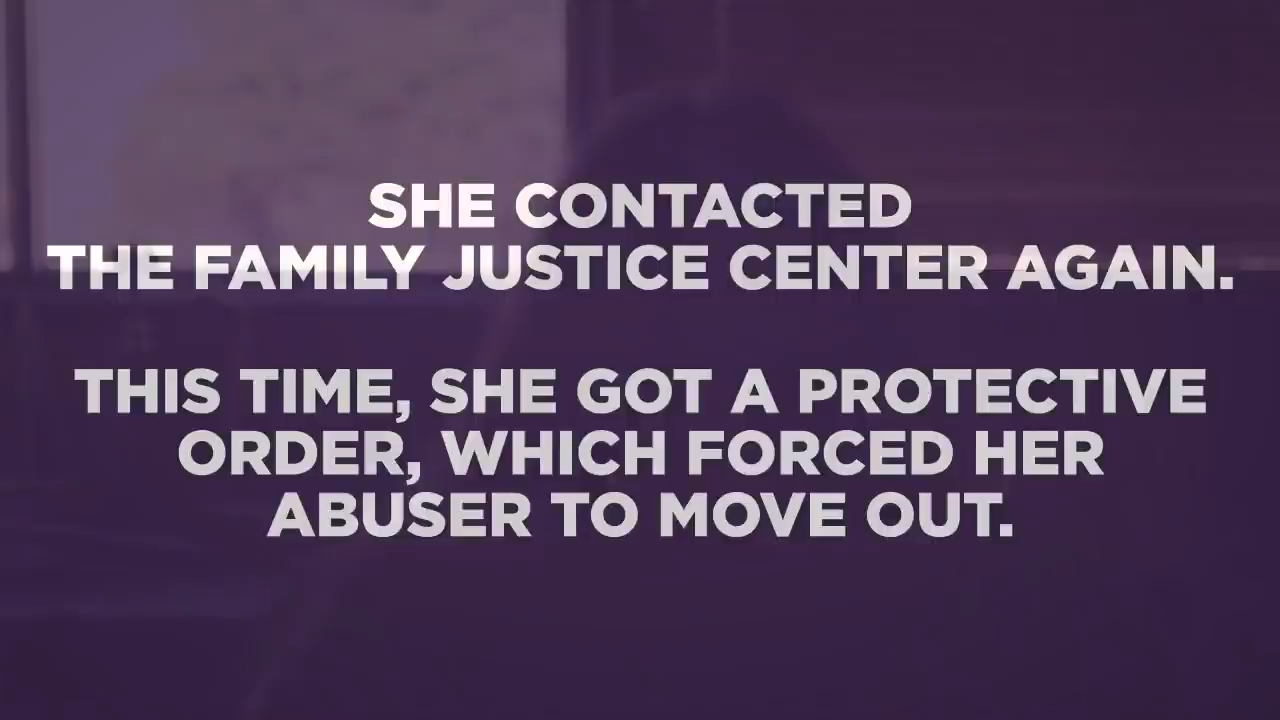 SHE CONTACTED
THE FAMILY JUSTICE CENTER AGAIN.
THIS TIME, SHE GOT A PROTECTIVE
ORDER, WHICH FORCED HER
ABUSER TO MOVE OUT.